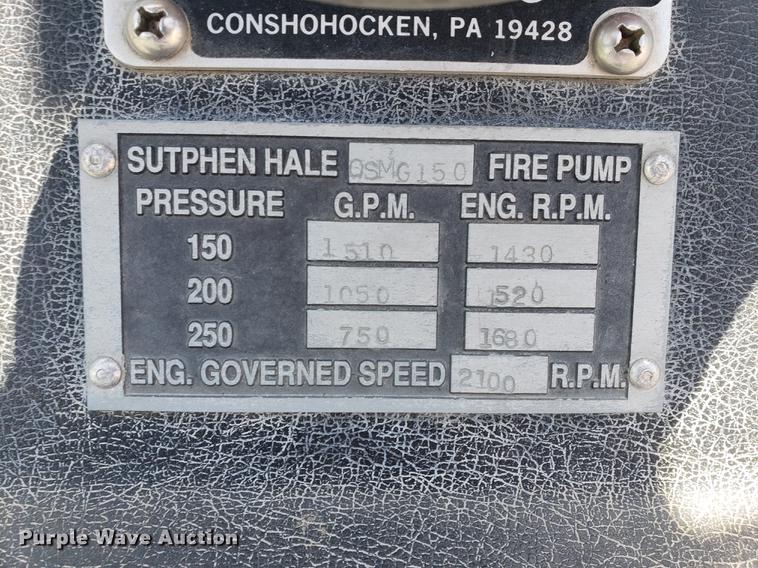 CONSHOHOCKEN, PA 19428
SUTPHEN HALE QSMG150 FIRE PUMP
PRESSURE G.P.M. ENG. R.P.M.
150 1510 1430
200 1050 1520
250 750 1680
ENG. GOVERNED SPEED 2100 R.P.M.
Purple Wave Auction